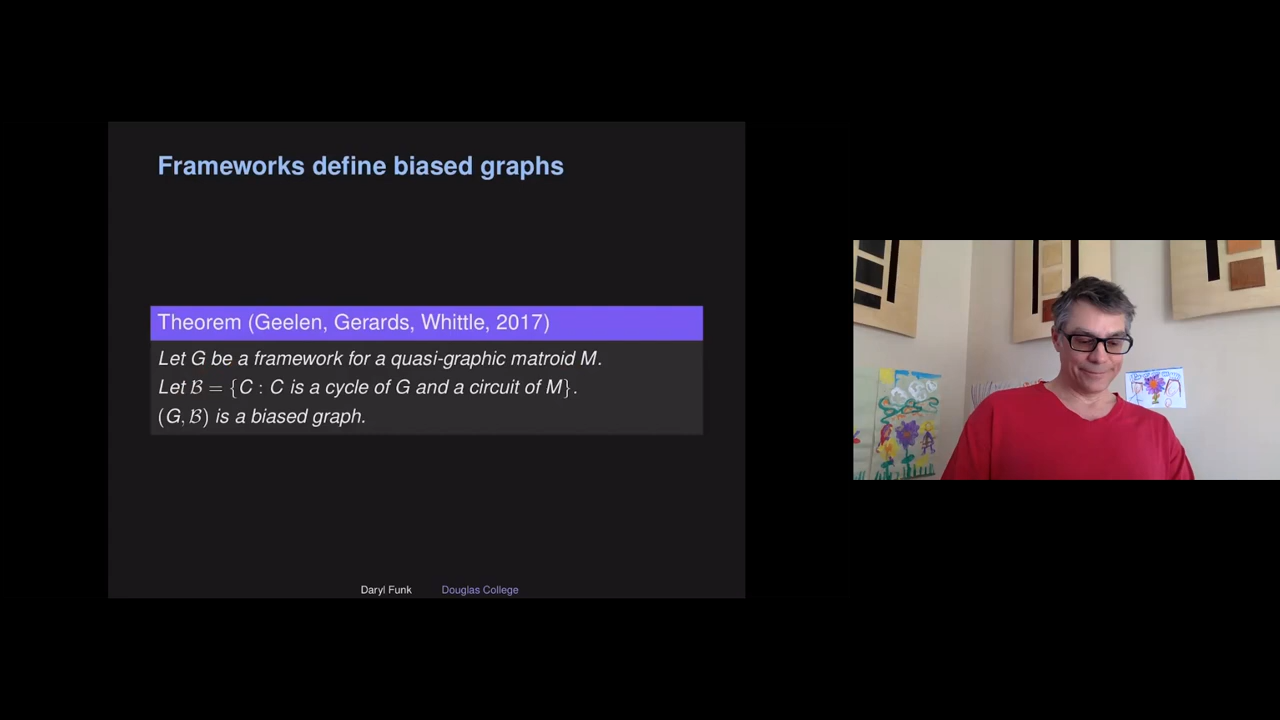 Frameworks define biased graphs
Theorem (Geelen, Gerards, Whittle, 2017)
Let G be a framework for a quasi-graphic matroid M.
Let ℬ = {C : C is a cycle of G and a circuit of M}.
(G, ℬ) is a biased graph.
Daryl Funk Douglas College